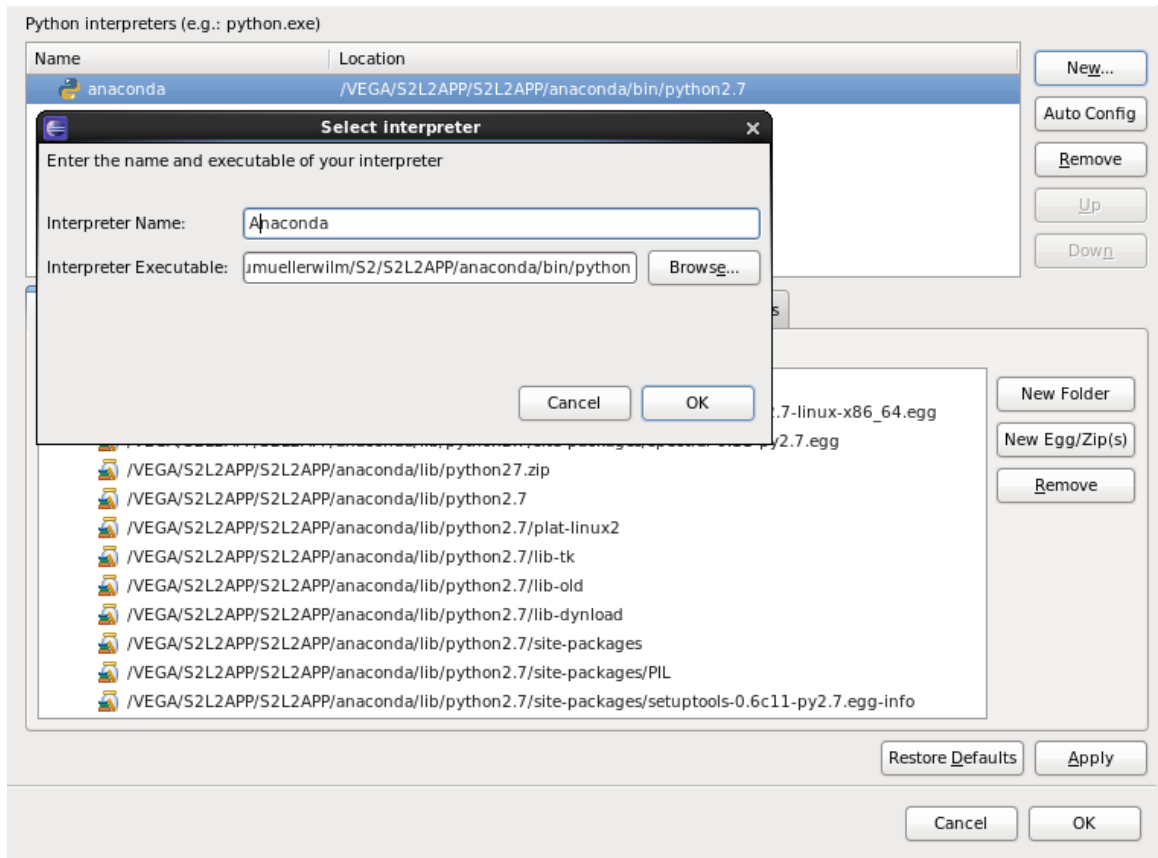 Python interpreters (e.g.: python.exe)
Name Location
anaconda /VEGA/S2L2APP/S2L2APP/anaconda/bin/python2.7
New...
Auto Config
Remove
Up
Down
Select interpreter
Enter the name and executable of your interpreter
Interpreter Name: Anaconda
Interpreter Executable: muellerwilm/S2/S2L2APP/anaconda/bin/python Browse...
Cancel OK
s
.7-linux-x86_64.egg
py2.7.egg
/VEGA/S2L2APP/S2L2APP/anaconda/lib/python27.zip
/VEGA/S2L2APP/S2L2APP/anaconda/lib/python2.7
/VEGA/S2L2APP/S2L2APP/anaconda/lib/python2.7/plat-linux2
/VEGA/S2L2APP/S2L2APP/anaconda/lib/python2.7/lib-tk
/VEGA/S2L2APP/S2L2APP/anaconda/lib/python2.7/lib-old
/VEGA/S2L2APP/S2L2APP/anaconda/lib/python2.7/lib-dynload
/VEGA/S2L2APP/S2L2APP/anaconda/lib/python2.7/site-packages
/VEGA/S2L2APP/S2L2APP/anaconda/lib/python2.7/site-packages/PIL
/VEGA/S2L2APP/S2L2APP/anaconda/lib/python2.7/site-packages/setuptools-0.6c11-py2.7.egg-info
New Folder
New Egg/Zip(s)
Remove
Restore Defaults Apply
Cancel OK